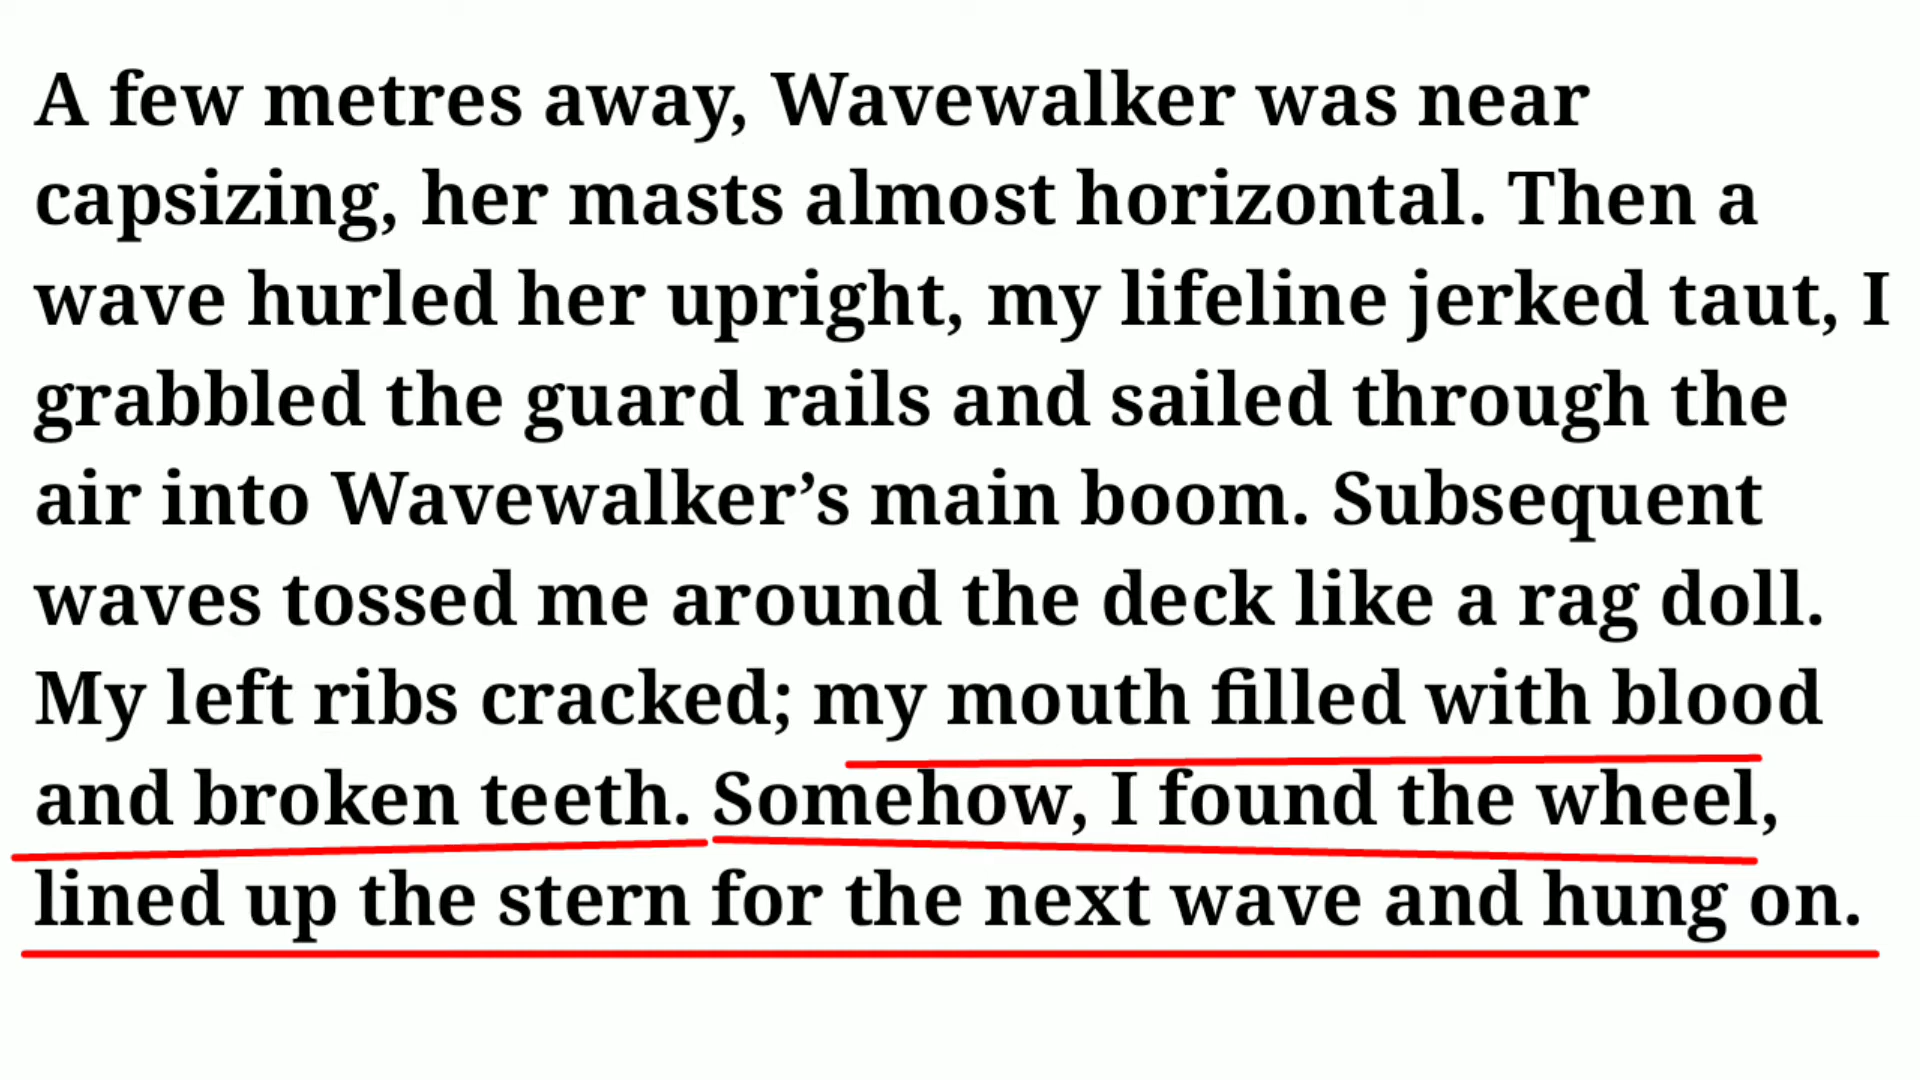 A few metres away, Wavewalker was near
capsizing, her masts almost horizontal. Then a
wave hurled her upright, my lifeline jerked taut, I
grabbled the guard rails and sailed through the
air into Wavewalker’s main boom. Subsequent
waves tossed me around the deck like a rag doll.
My left ribs cracked; my mouth filled with blood
and broken teeth. Somehow, I found the wheel,
lined up the stern for the next wave and hung on.